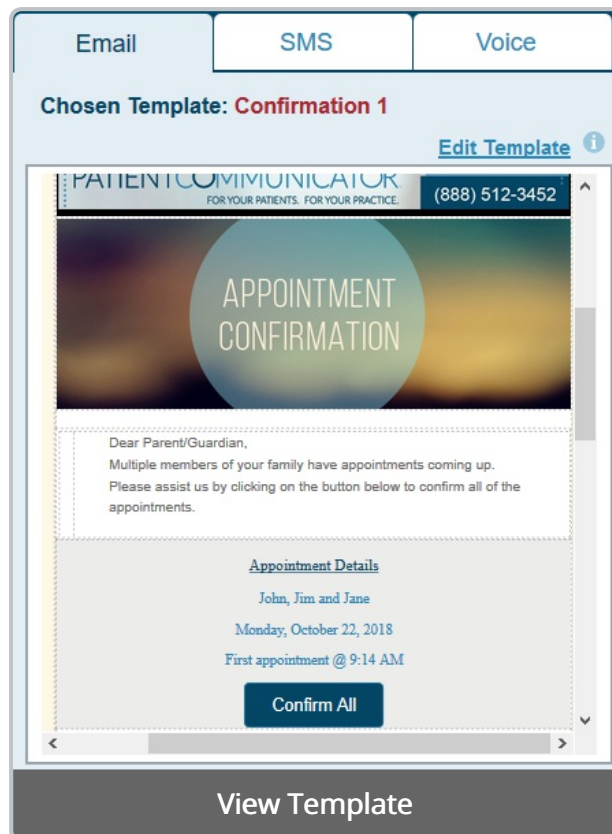 Email SMS Voice
Chosen Template: Confirmation 1
Edit Template i
PATIENTCOMMUNICATOR
FOR YOUR PATIENTS. FOR YOUR PRACTICE.
(888) 512-3452
APPOINTMENT
CONFIRMATION
Dear Parent/Guardian,
Multiple members of your family have appointments coming up.
Please assist us by clicking on the button below to confirm all of the
appointments.
Appointment Details
John, Jim and Jane
Monday, October 22, 2018
First appointment @ 9:14 AM
Confirm All
View Template